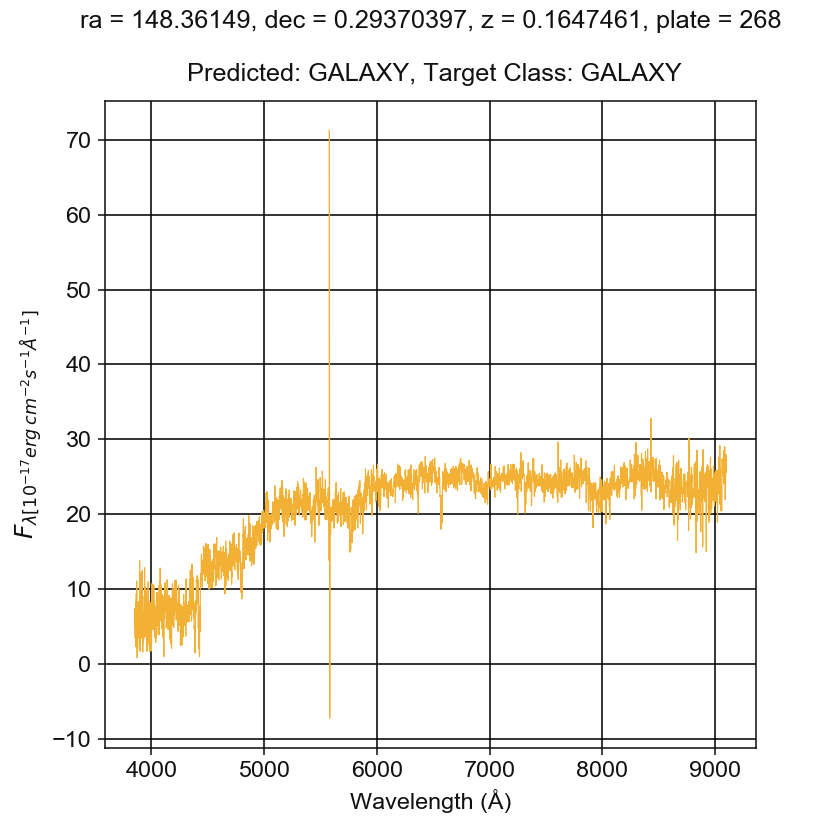 ra = 148.36149, dec = 0.29370397, z = 0.1647461, plate = 268
Predicted: GALAXY, Target Class: GALAXY
70
60
50
40
30
20
10
0
−10
F_λ[10^{−17} erg cm^{−2}s^{−1}Å^{−1}]
4000 5000 6000 7000 8000 9000
Wavelength (Å)